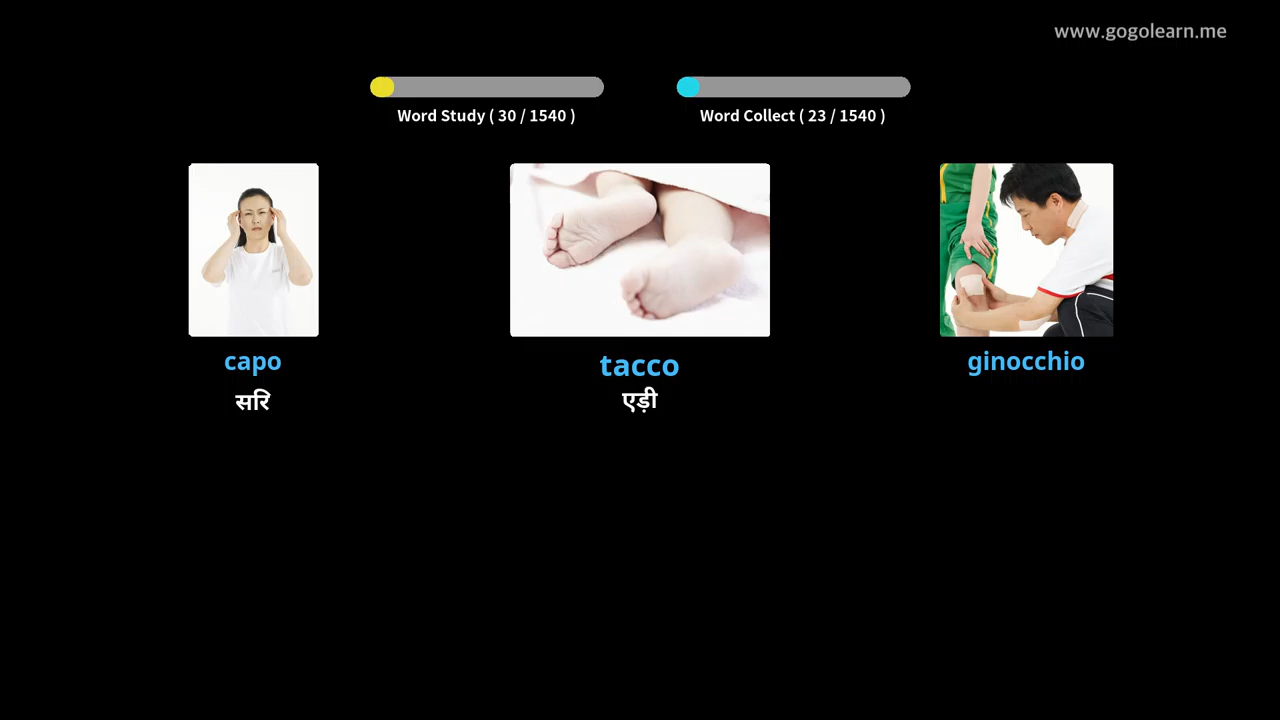 www.gogolearn.me
Word Study ( 30 / 1540 )
Word Collect ( 23 / 1540 )
capo
tacco
ginocchio
सरि
एड़ी